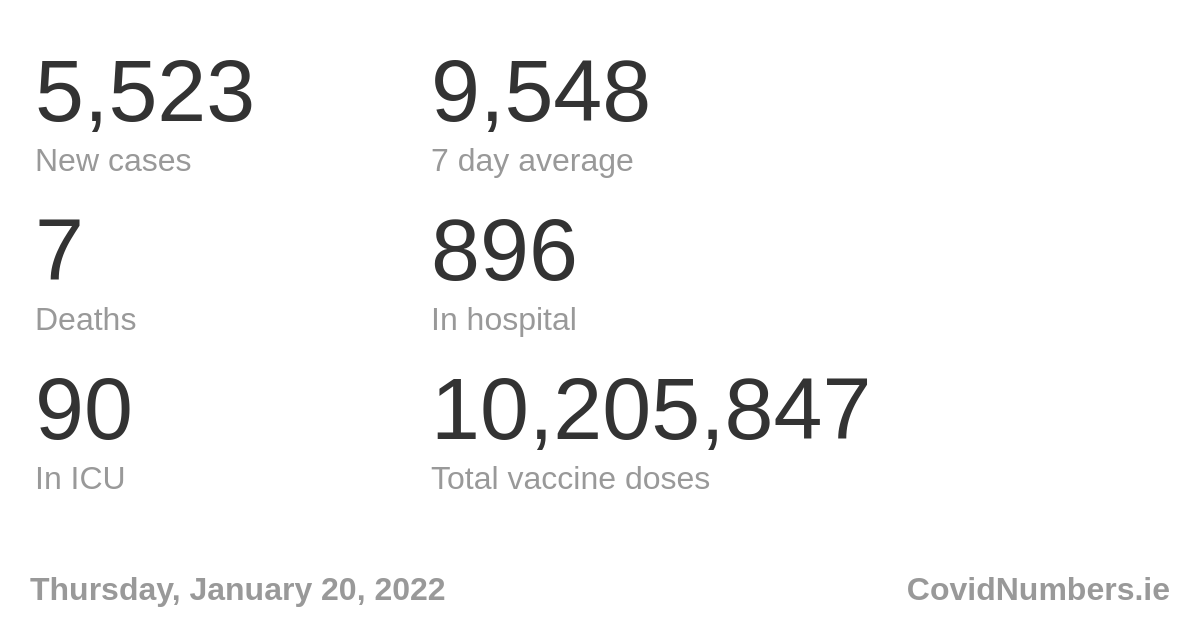 5,523 9,548
New cases 7 day average
7 896
Deaths In hospital
90 10,205,847
In ICU Total vaccine doses
Thursday, January 20, 2022 CovidNumbers.ie